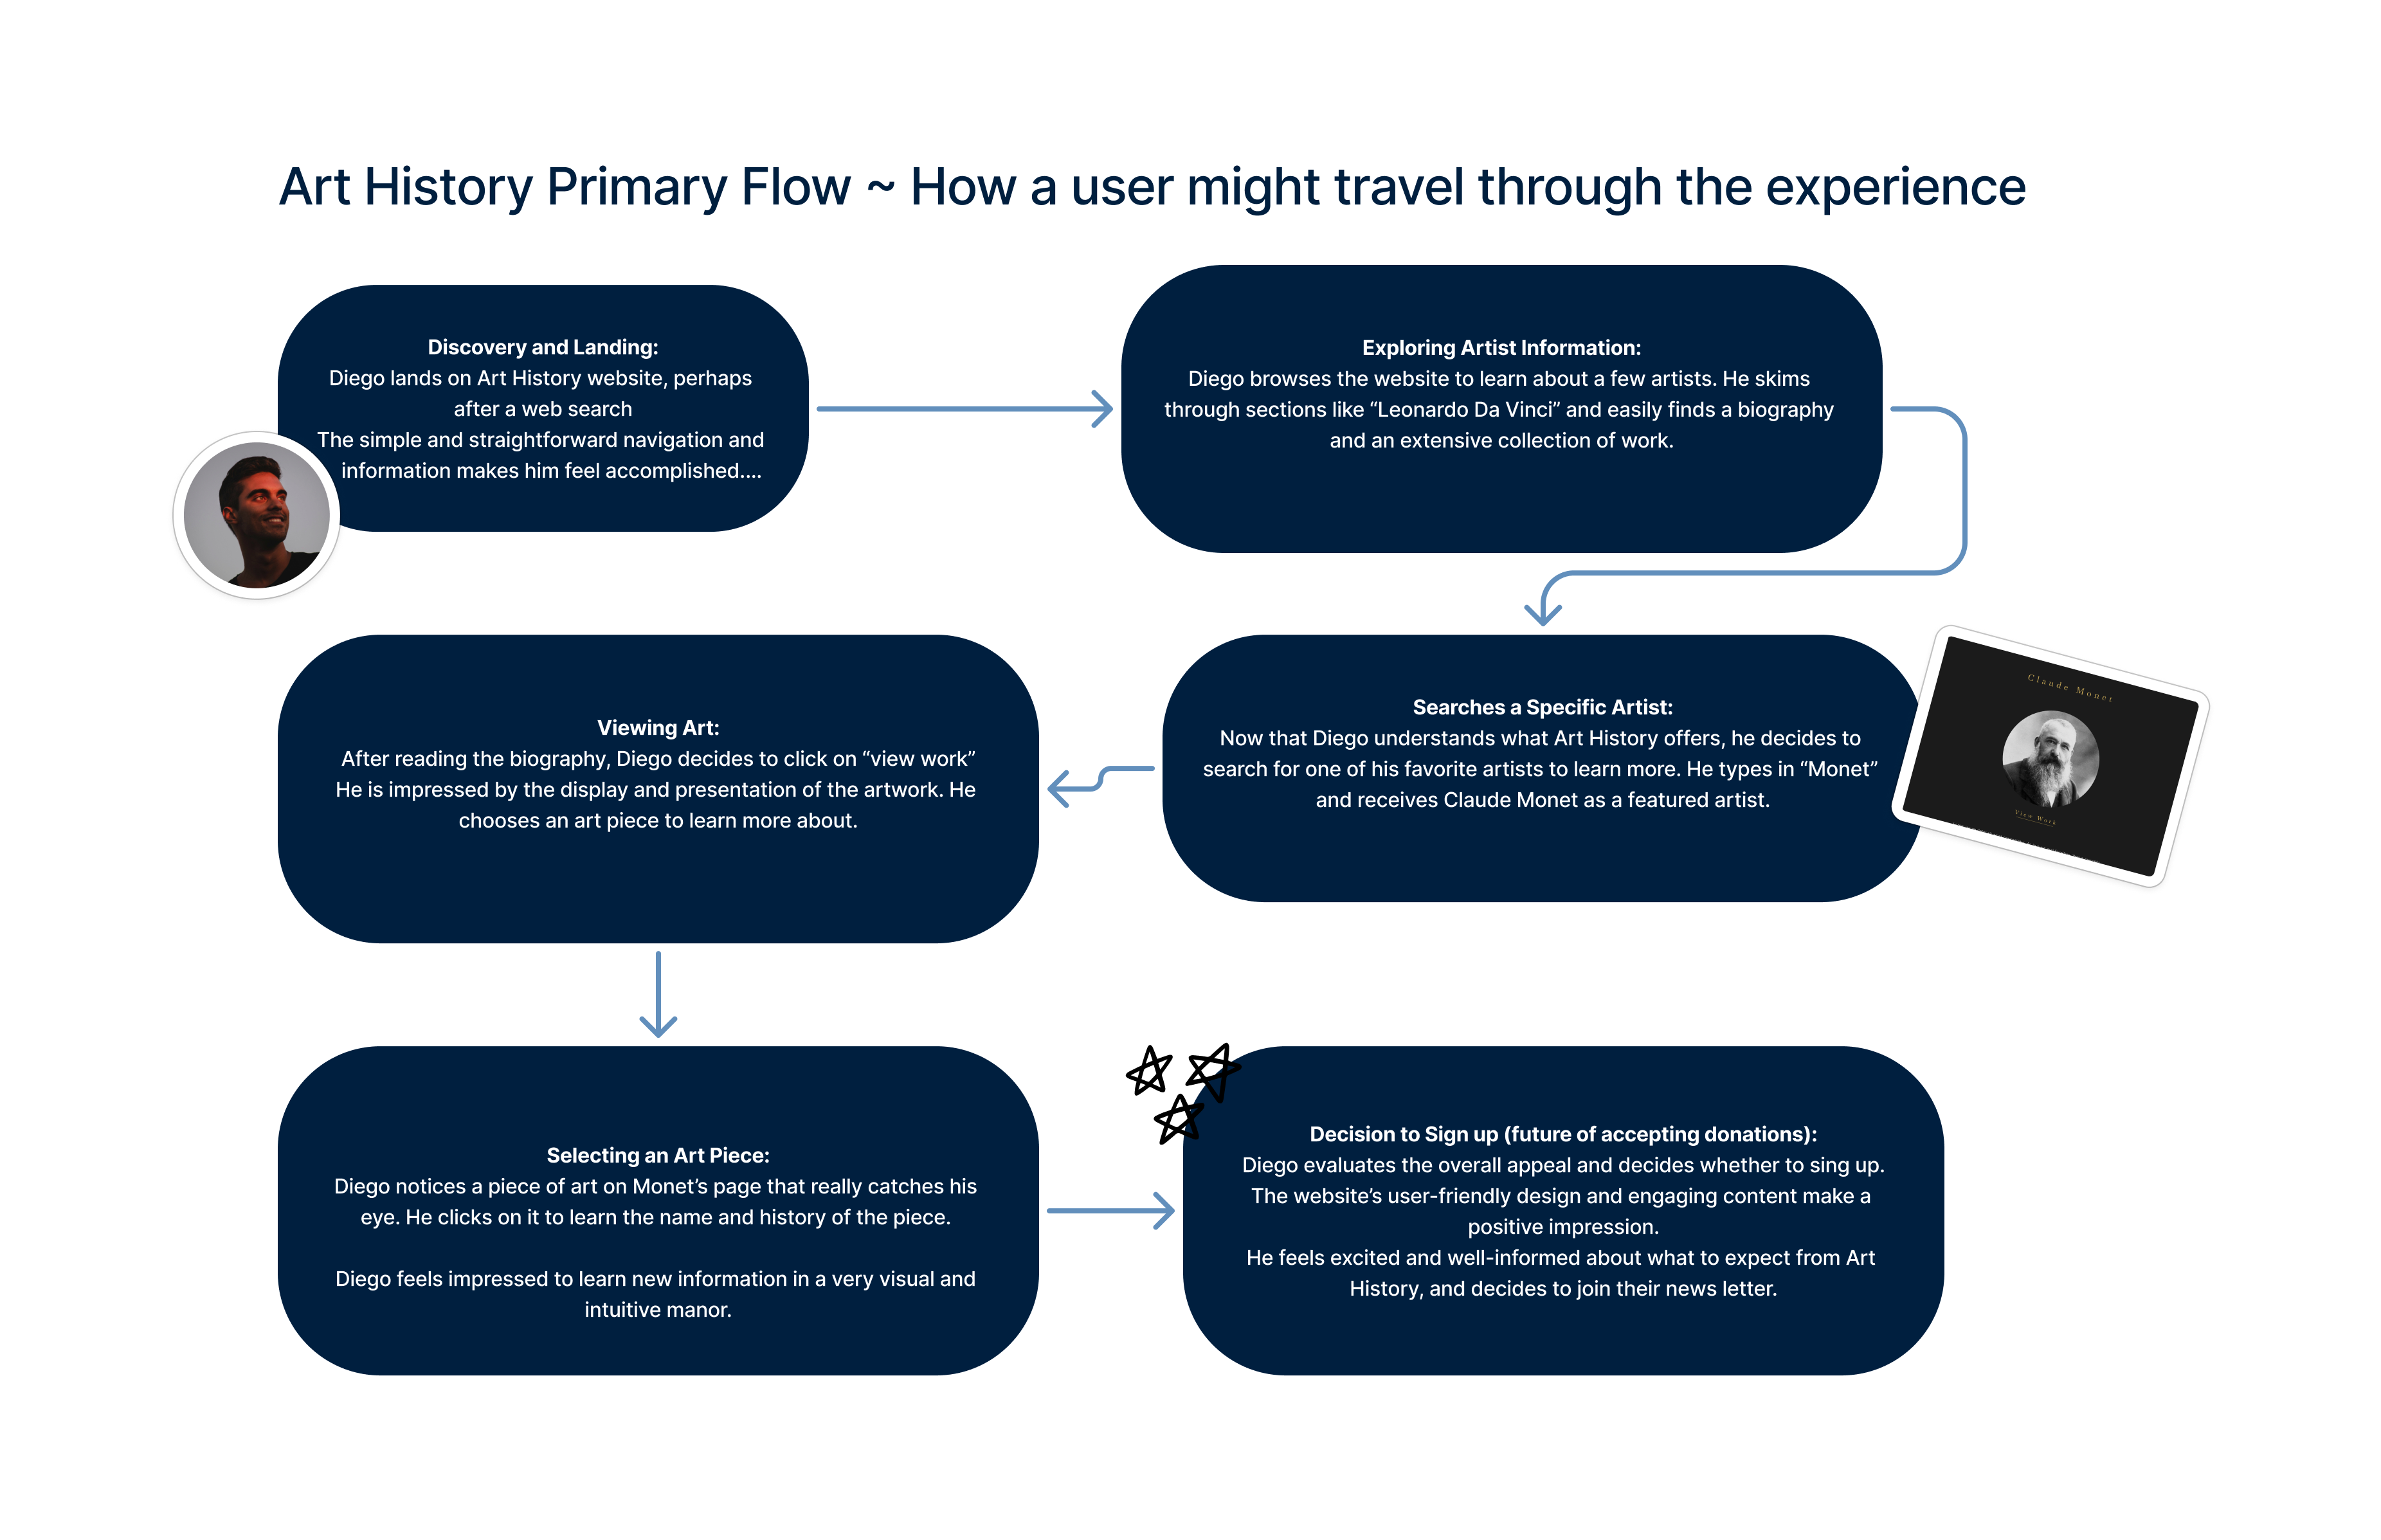 Art History Primary Flow ~ How a user might travel through the experience
Discovery and Landing:
Diego lands on Art History website, perhaps
after a web search
The simple and straightforward navigation and
information makes him feel accomplished....
Exploring Artist Information:
Diego browses the website to learn about a few artists. He skims
through sections like “Leonardo Da Vinci” and easily finds a biography
and an extensive collection of work.
Searches a Specific Artist:
Now that Diego understands what Art History offers, he decides to
search for one of his favorite artists to learn more. He types in “Monet”
and receives Claude Monet as a featured artist.
Claude Monet
View Work
Viewing Art:
After reading the biography, Diego decides to click on “view work”
He is impressed by the display and presentation of the artwork. He
chooses an art piece to learn more about.
Selecting an Art Piece:
Diego notices a piece of art on Monet’s page that really catches his
eye. He clicks on it to learn the name and history of the piece.
Diego feels impressed to learn new information in a very visual and
intuitive manor.
Decision to Sign up (future of accepting donations):
Diego evaluates the overall appeal and decides whether to sing up.
The website’s user-friendly design and engaging content make a
positive impression.
He feels excited and well-informed about what to expect from Art
History, and decides to join their news letter.